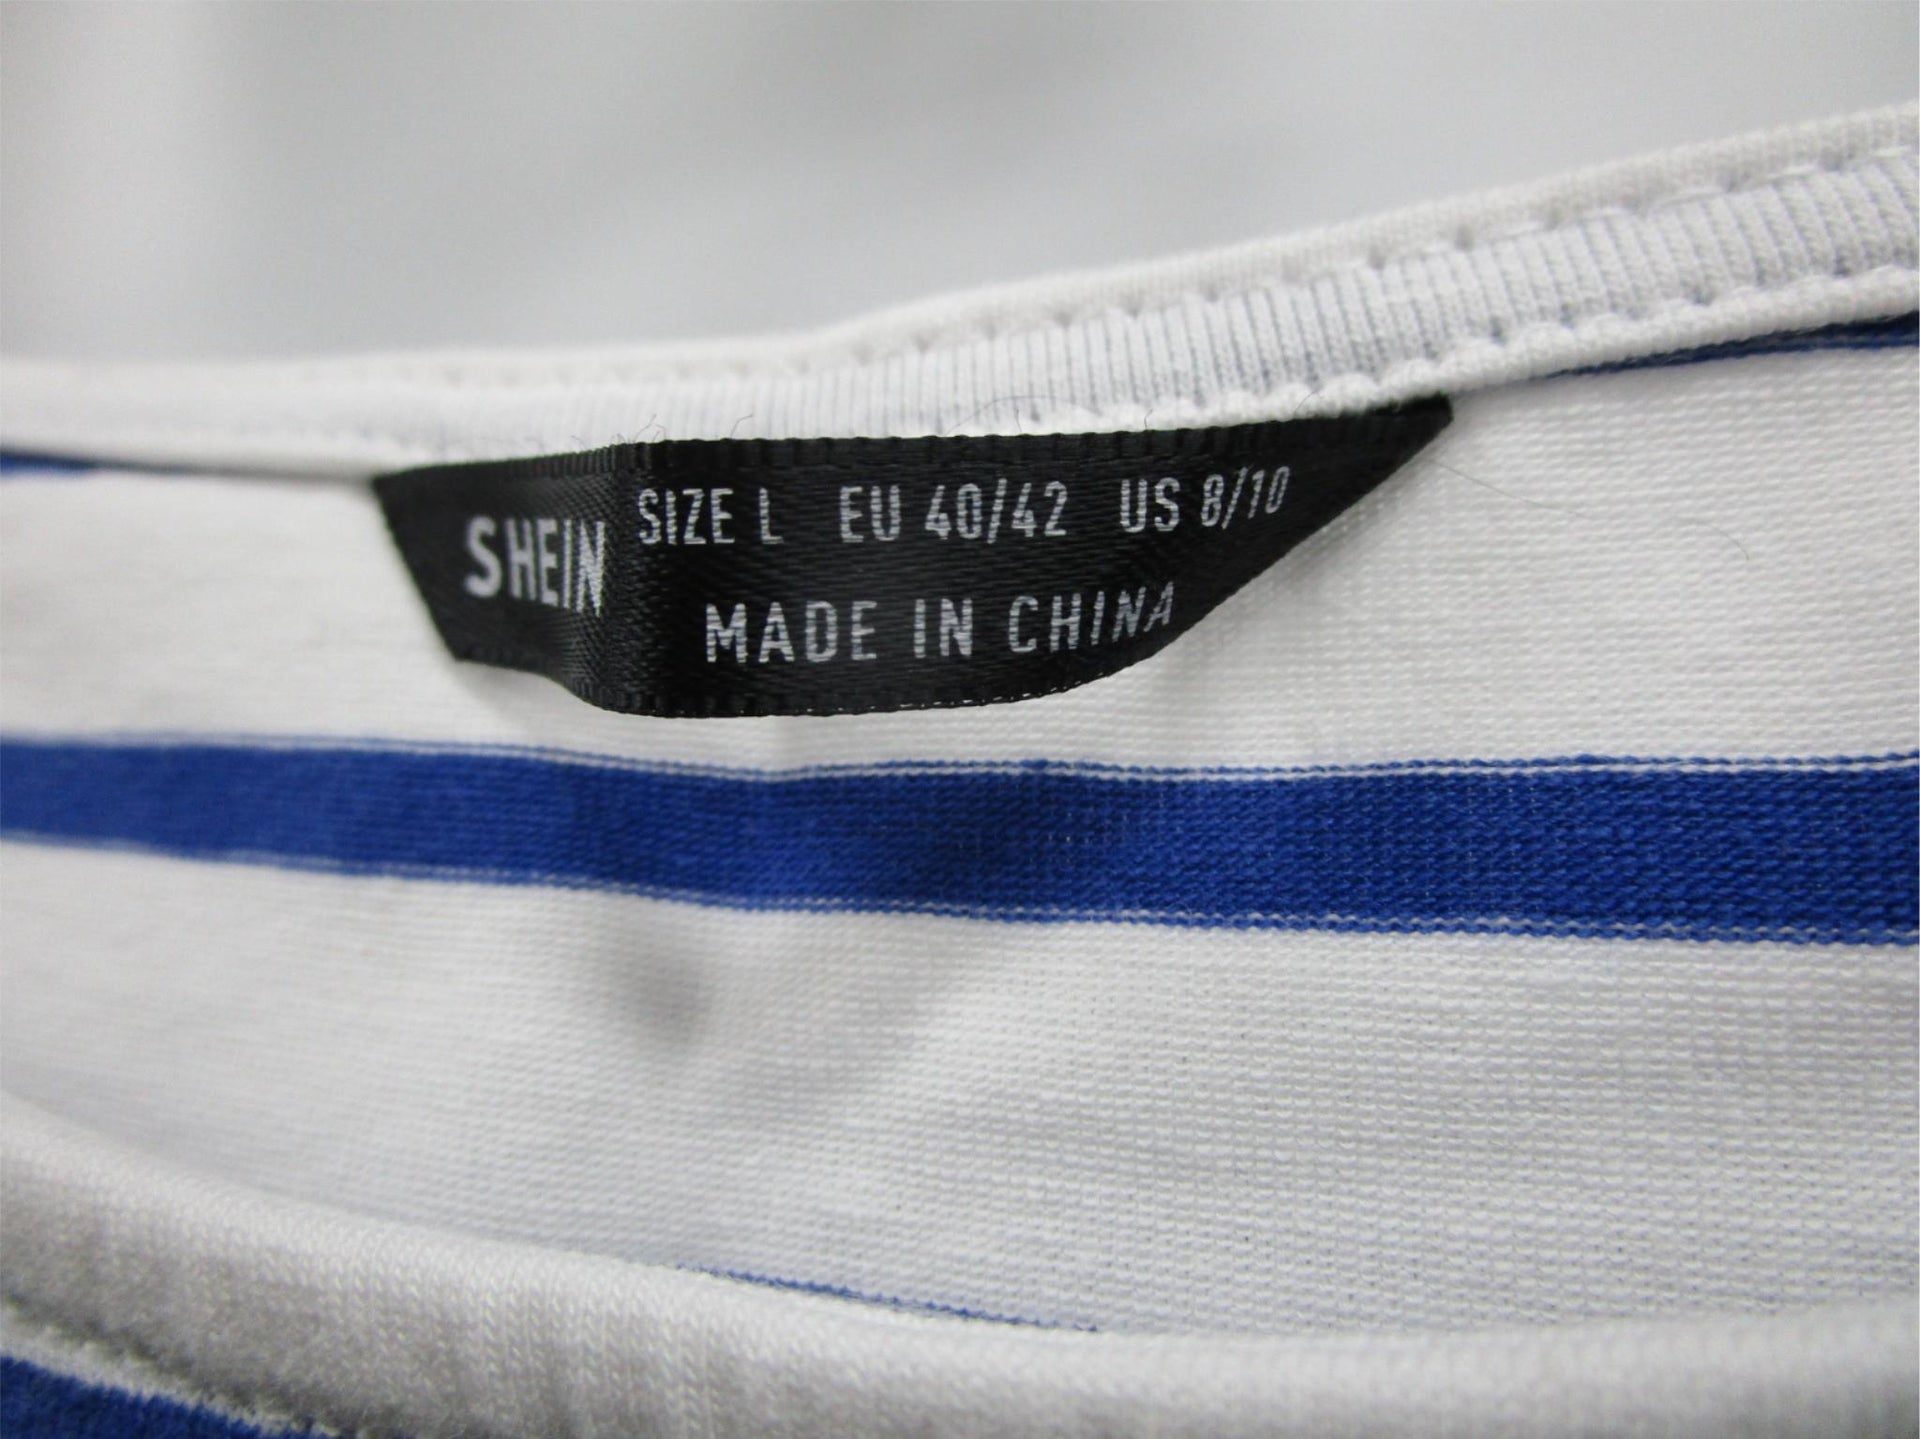 SHEIN
SIZE L EU 40/42 US 8/10
MADE IN CHINA